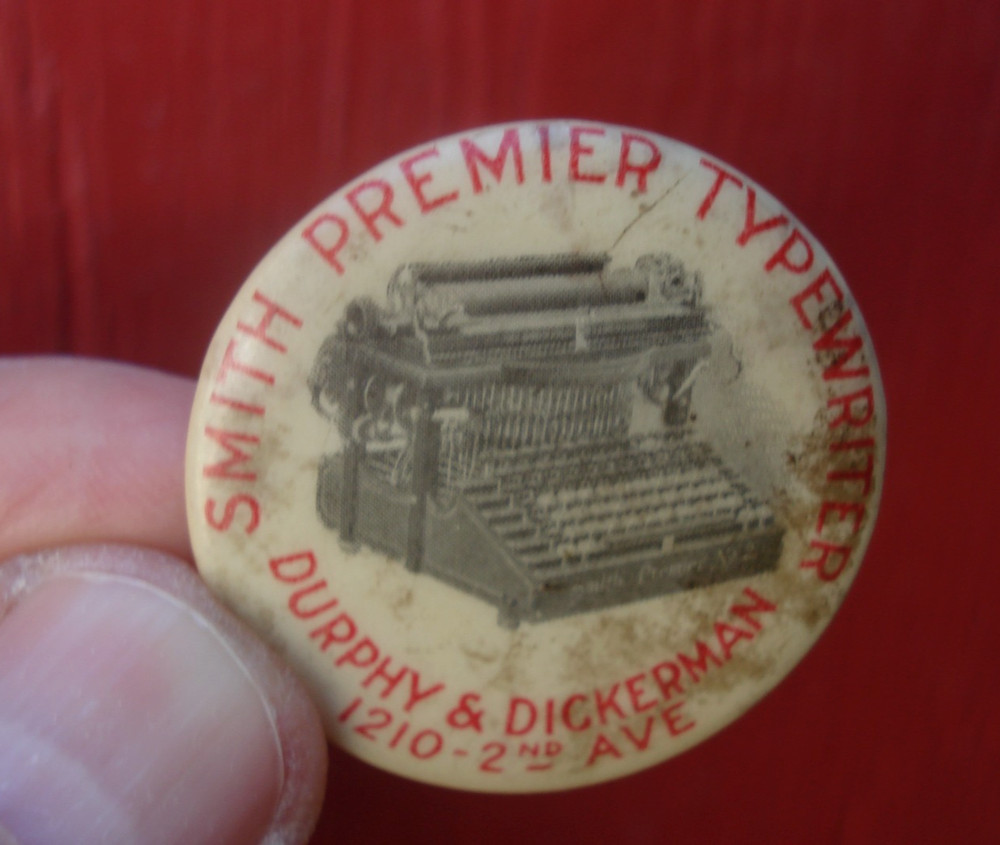 SMITH PREMIER TYPEWRITER
DURPHY & DICKERMAN
1210-2ND AVE